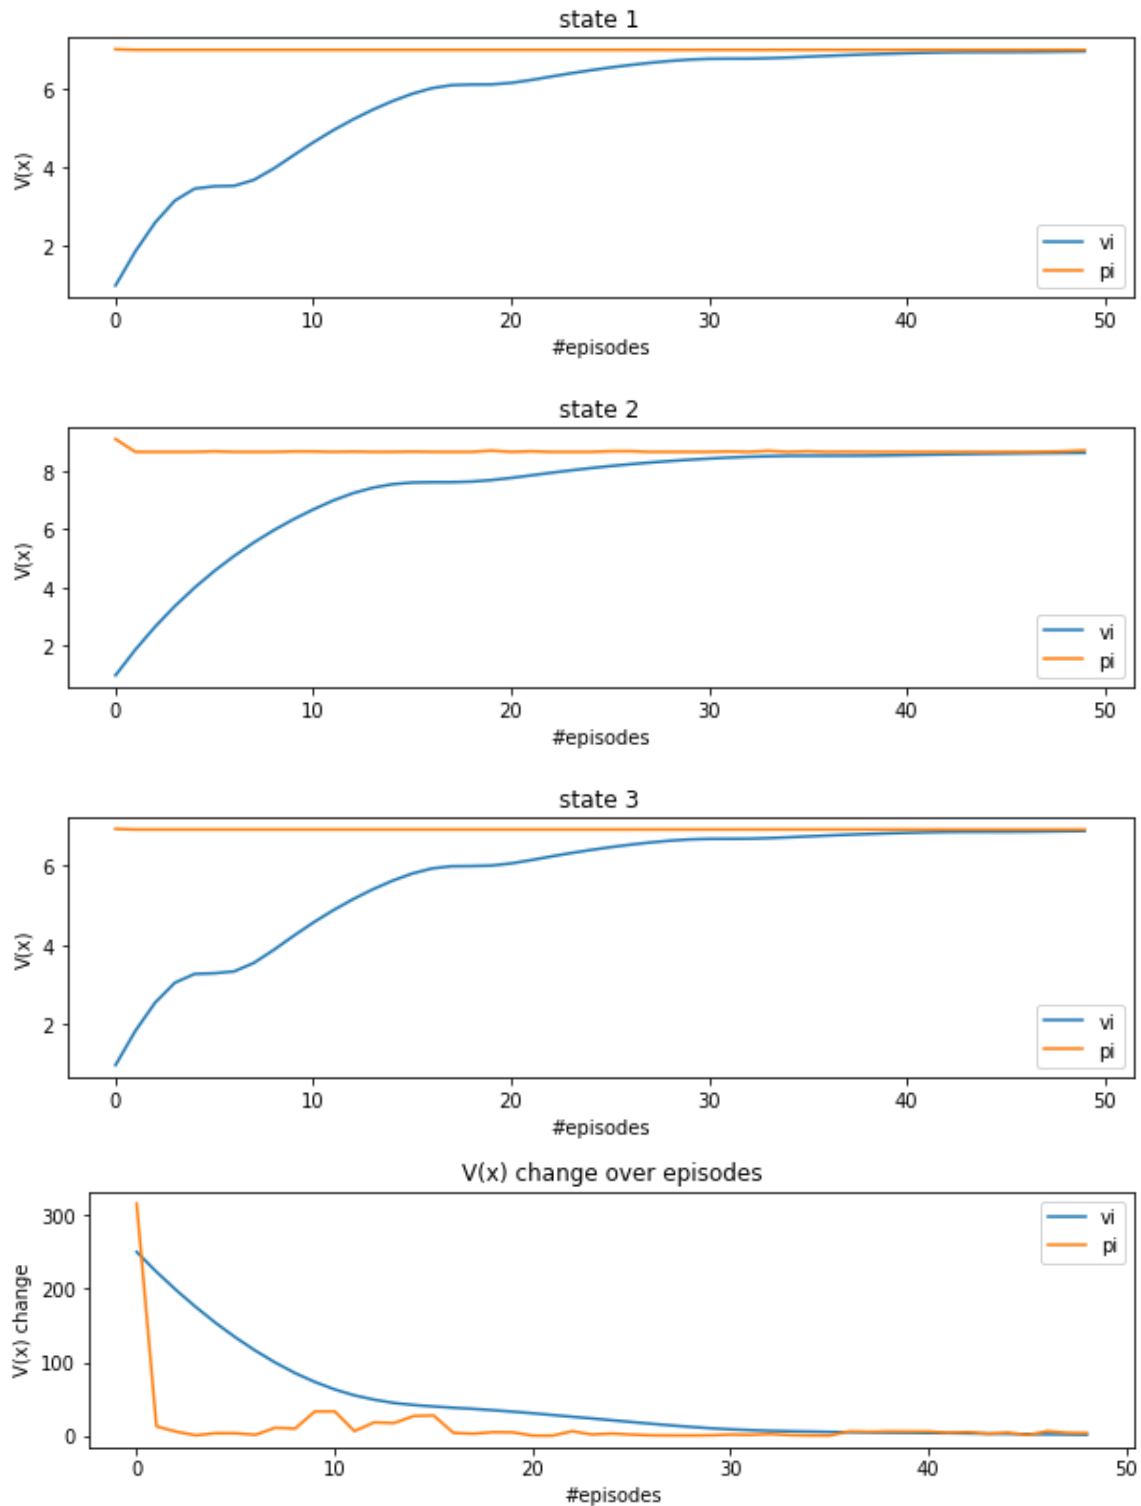 state 1
V(x)
6
4
2
vi
pi
0 10 20 30 40 50
#episodes
state 2
V(x)
8
6
4
2
vi
pi
0 10 20 30 40 50
#episodes
state 3
V(x)
6
4
2
vi
pi
0 10 20 30 40 50
#episodes
V(x) change over episodes
V(x) change
300
200
100
0
vi
pi
0 10 20 30 40 50
#episodes